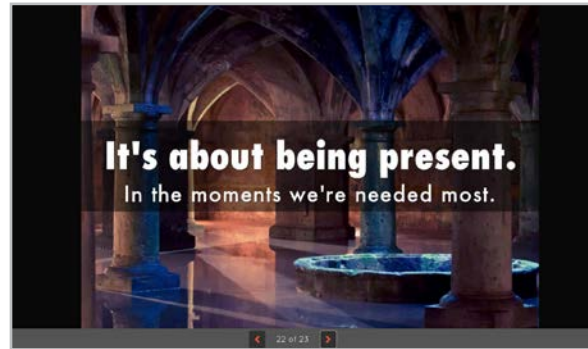 It's about being present.
In the moments we're needed most.
22 of 23